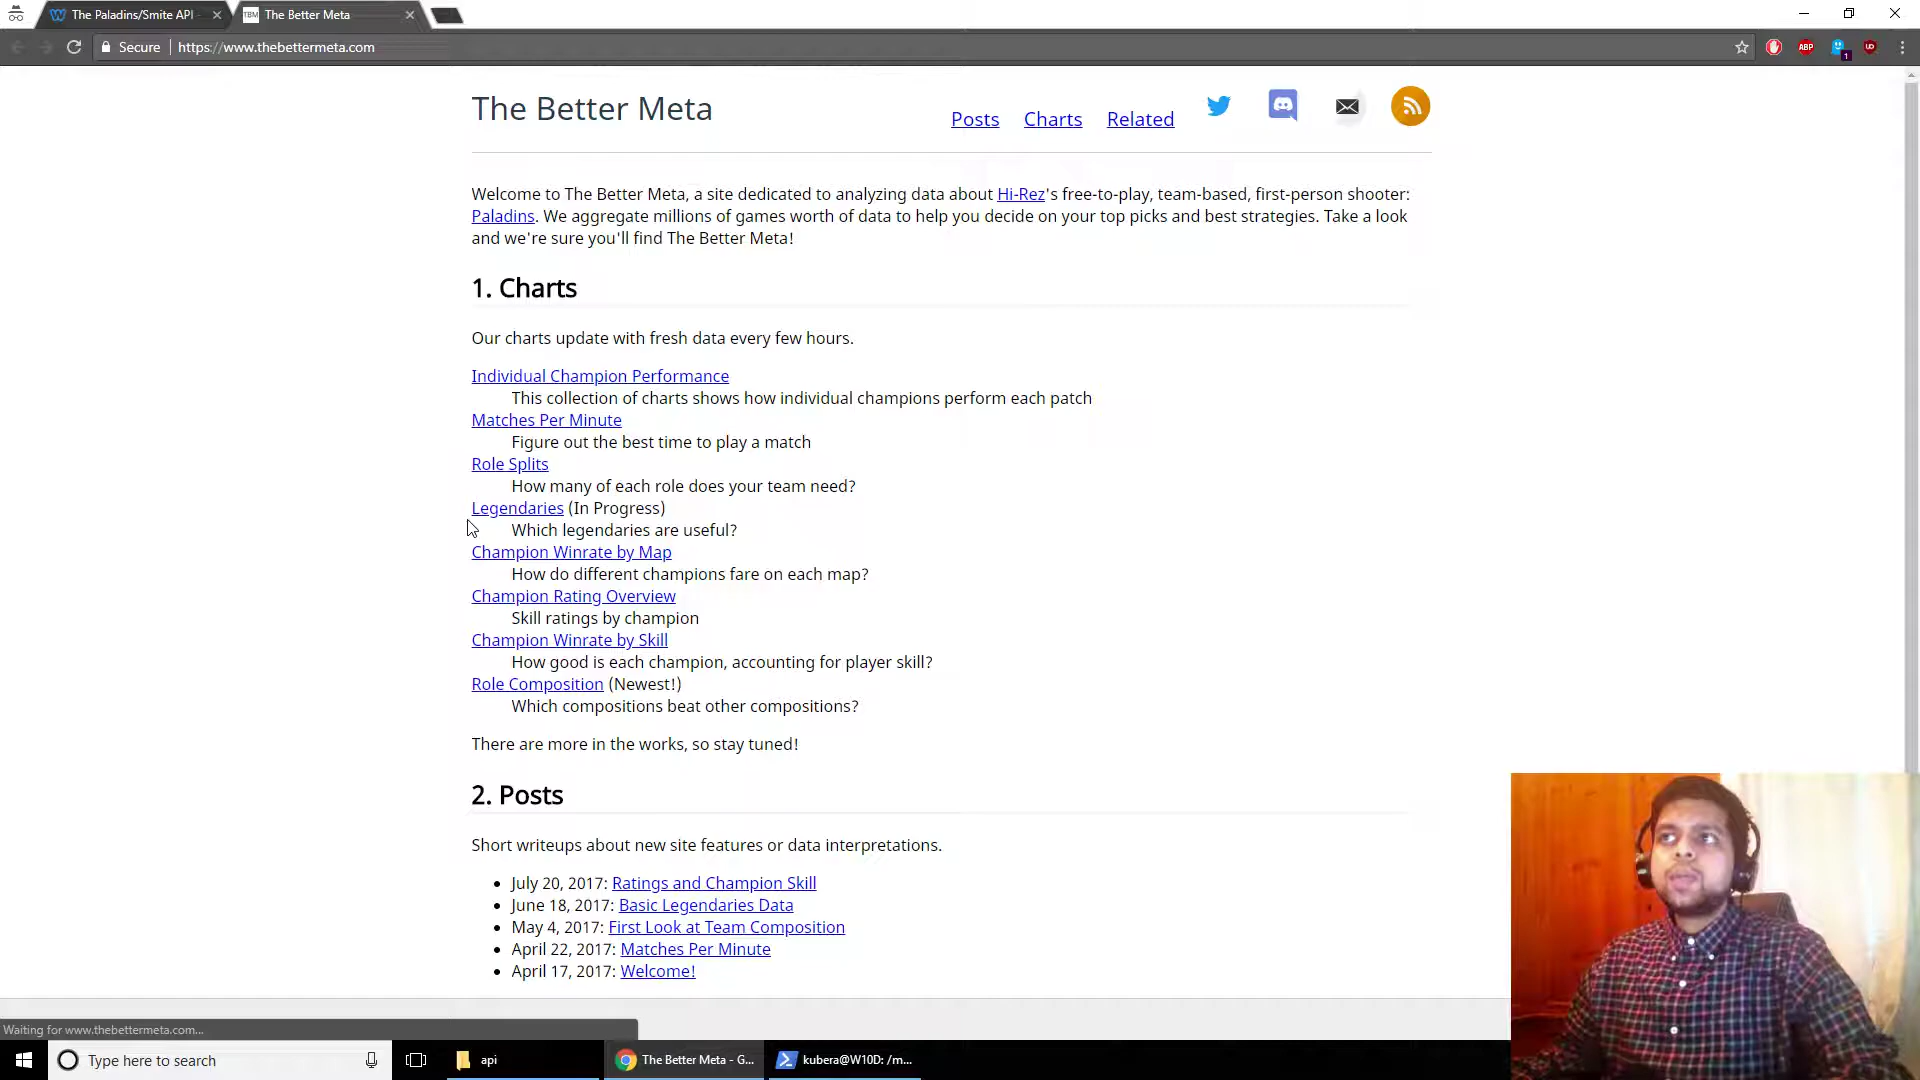 The Paladins/Smite API
TBM The Better Meta
Secure https://www.thebettermeta.com
ABP
UD
1
The Better Meta
Posts Charts Related
Welcome to The Better Meta, a site dedicated to analyzing data about Hi-Rez's free-to-play, team-based, first-person shooter:
Paladins. We aggregate millions of games worth of data to help you decide on your top picks and best strategies. Take a look
and we're sure you'll find The Better Meta!
1. Charts
Our charts update with fresh data every few hours.
Individual Champion Performance
This collection of charts shows how individual champions perform each patch
Matches Per Minute
Figure out the best time to play a match
Role Splits
How many of each role does your team need?
Legendaries (In Progress)
Which legendaries are useful?
Champion Winrate by Map
How do different champions fare on each map?
Champion Rating Overview
Skill ratings by champion
Champion Winrate by Skill
How good is each champion, accounting for player skill?
Role Composition (Newest!)
Which compositions beat other compositions?
There are more in the works, so stay tuned!
2. Posts
Short writeups about new site features or data interpretations.
• July 20, 2017: Ratings and Champion Skill
• June 18, 2017: Basic Legendaries Data
• May 4, 2017: First Look at Team Composition
• April 22, 2017: Matches Per Minute
• April 17, 2017: Welcome!
Waiting for www.thebettermeta.com...
Type here to search
api
The Better Meta - G...
kubera@W10D: /m...